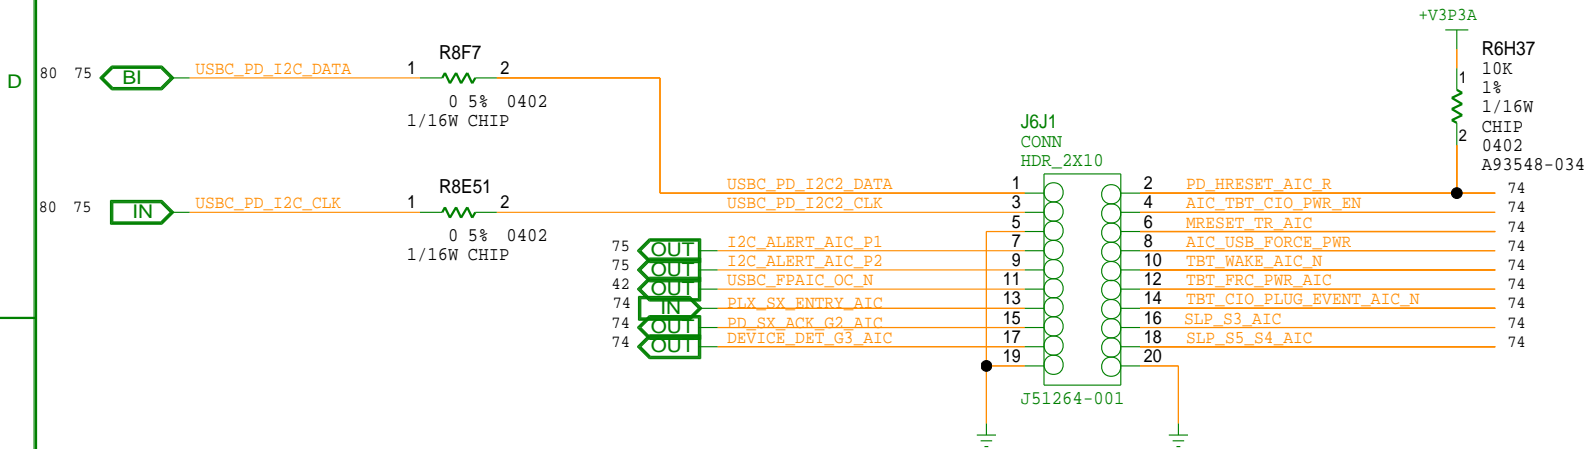 +V3P3A
D
80 75 BI USBC_PD_I2C_DATA 1 R8F7 2
0 5% 0402
1/16W CHIP
R6H37
10K
1%
1/16W
CHIP
0402
A93548-034
1
2
80 75 IN USBC_PD_I2C_CLK 1 R8E51 2
0 5% 0402
1/16W CHIP
J6J1
CONN
HDR_2X10
USBC_PD_I2C2_DATA 1 2 PD_HRESET_AIC_R 74
USBC_PD_I2C2_CLK 3 4 AIC_TBT_CIO_PWR_EN 74
5 6 MRESET_TR_AIC 74
75 OUT I2C_ALERT_AIC_P1 7 8 AIC_USB_FORCE_PWR 74
75 OUT I2C_ALERT_AIC_P2 9 10 TBT_WAKE_AIC_N 74
42 OUT USBC_FPAIC_OC_N 11 12 TBT_FRC_PWR_AIC 74
74 IN PLX_SX_ENTRY_AIC 13 14 TBT_CIO_PLUG_EVENT_AIC_N 74
74 OUT PD_SX_ACK_G2_AIC 15 16 SLP_S3_AIC 74
74 OUT DEVICE_DET_G3_AIC 17 18 SLP_S5_S4_AIC 74
19 20
J51264-001